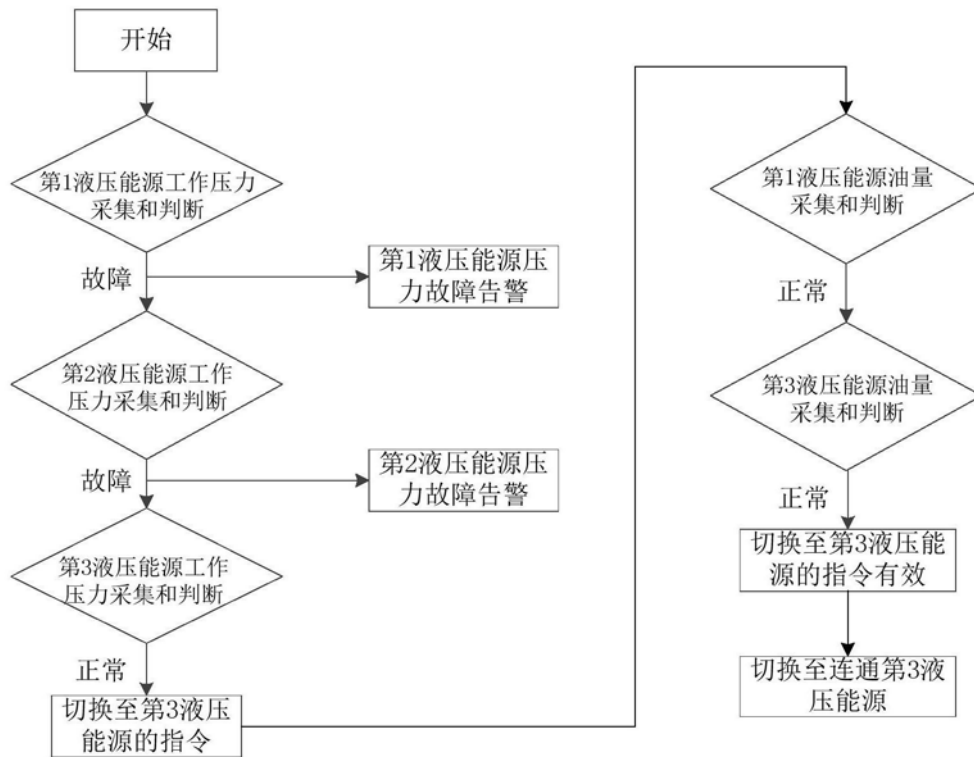 开始
第1液压能源工作压力
采集和判断
故障
第1液压能源压
力故障告警
第2液压能源工作
压力采集和判断
故障
第2液压能源压
力故障告警
第3液压能源工作
压力采集和判断
正常
切换至第3液压
能源的指令
第1液压能源油量
采集和判断
正常
第3液压能源油量
采集和判断
正常
切换至第3液压能
源的指令有效
切换至连通第3液
压能源